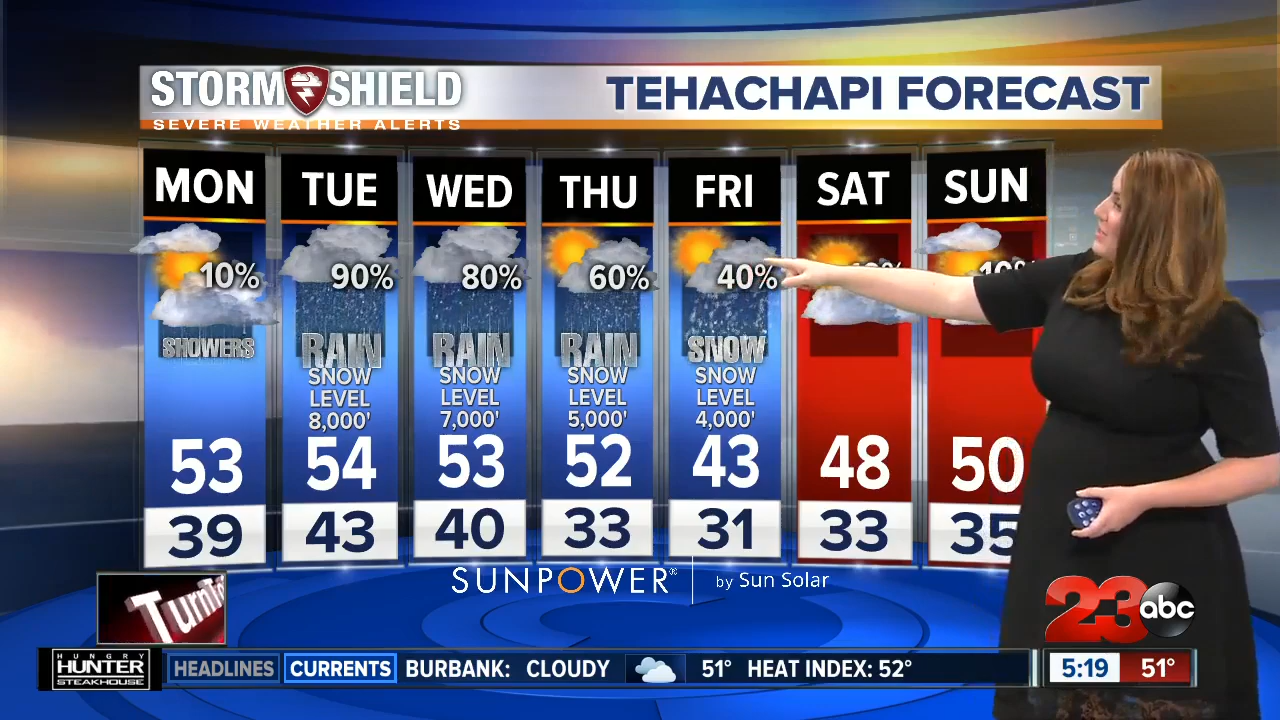 STORM SHIELD
SEVERE WEATHER ALERTS
TEHACHAPI FORECAST
MON TUE WED THU FRI SAT SUN
10% 90% 80% 60% 40% 10%
SHOWERS RAIN RAIN RAIN SNOW
SNOW LEVEL 8,000'
SNOW LEVEL 7,000'
SNOW LEVEL 5,000'
SNOW LEVEL 4,000'
53 54 53 52 43 48 50
39 43 40 33 31 33 35
SUNPOWER® by Sun Solar
TurnTo
23 abc
HUNGRY
HUNTER
STEAKHOUSE
HEADLINES CURRENTS BURBANK: CLOUDY 51° HEAT INDEX: 52°
5:19 51°